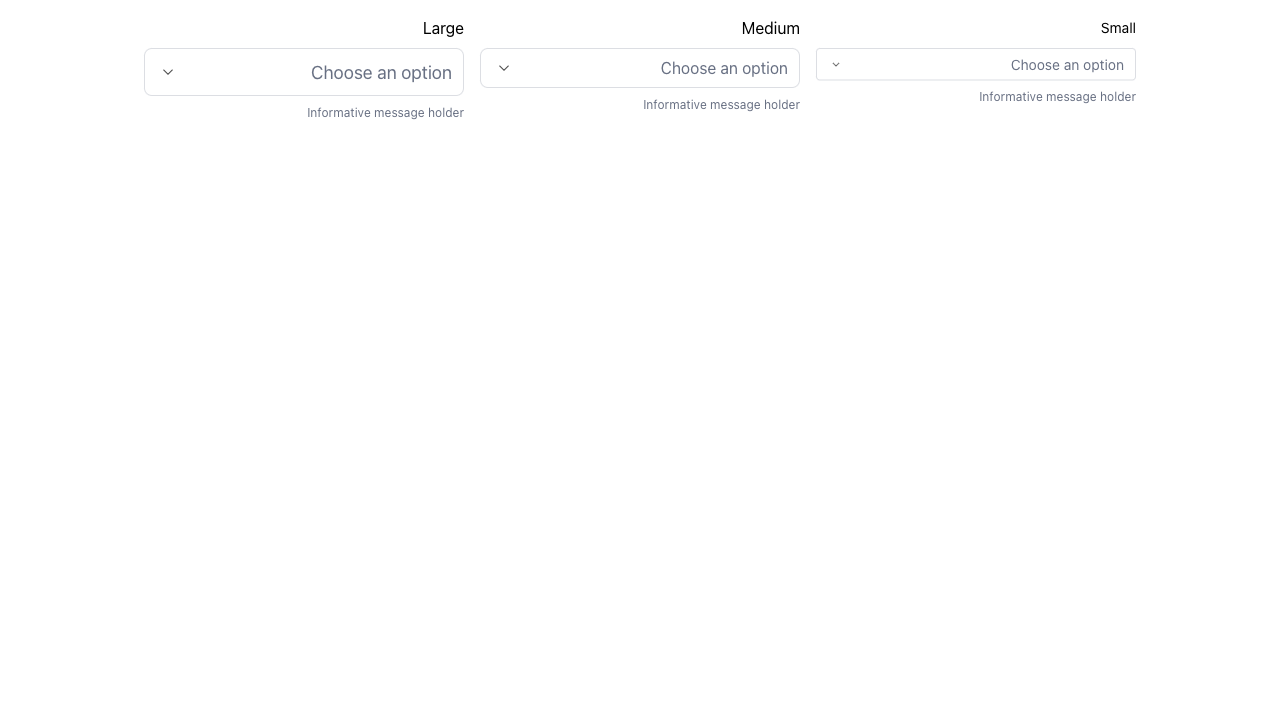 Large
Choose an option
Informative message holder
Medium
Choose an option
Informative message holder
Small
Choose an option
Informative message holder